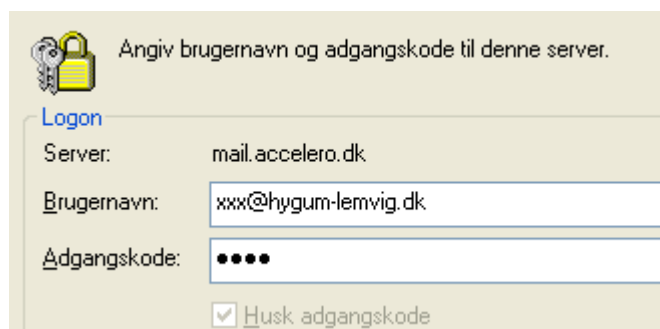 Angiv brugernavn og adgangskode til denne server.
Logon
Server: mail.accelero.dk
Brugernavn: xxx@hygum-lemvig.dk
Adgangskode: ●●●●
Husk adgangskode